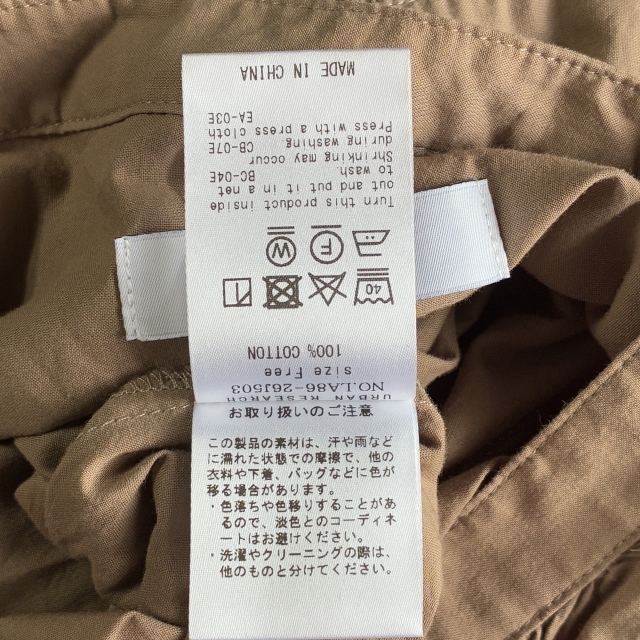 URBAN RESEARCH
NO.LA86-261503
Size Free
100% COTTON
40
F W
Turn this product inside
out and put it in a net
to wash BC-04E
Shrinking may occur
during washing CB-07E
Press with a press cloth
EA-03E
MADE IN CHINA
お取り扱いのご注意
この製品の素材は、汗や雨など
に濡れた状態での摩擦で、他の
衣料や下着、バッグなどに色が
移る場合があります。
・色落ちや色移りすることがあ
るので、淡色とのコーディネ
ートはお避けください。
・洗濯やクリーニングの際は、
他のものと分けてください。